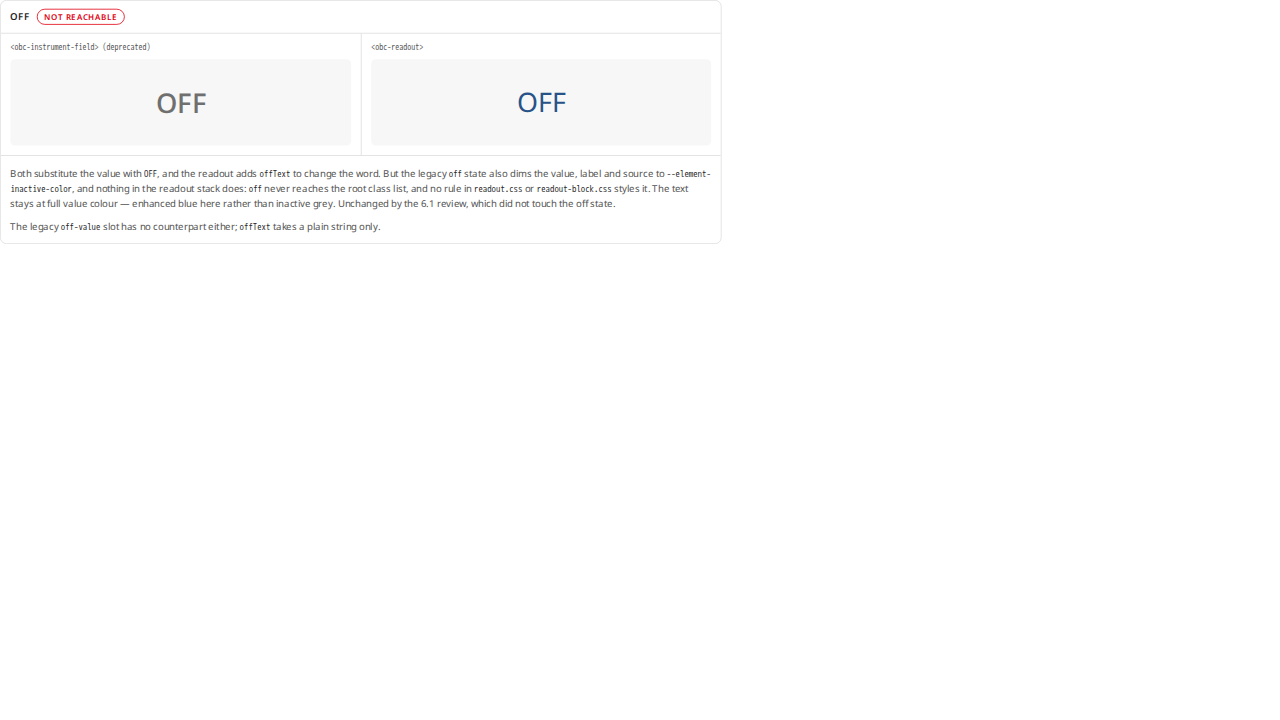 OFF NOT REACHABLE
<obc-instrument-field> (deprecated)
<obc-readout>
OFF
OFF
Both substitute the value with OFF, and the readout adds offText to change the word. But the legacy off state also dims the value, label and source to --element-
inactive-color, and nothing in the readout stack does: off never reaches the root class list, and no rule in readout.css or readout-block.css styles it. The text
stays at full value colour — enhanced blue here rather than inactive grey. Unchanged by the 6.1 review, which did not touch the off state.
The legacy off-value slot has no counterpart either; offText takes a plain string only.